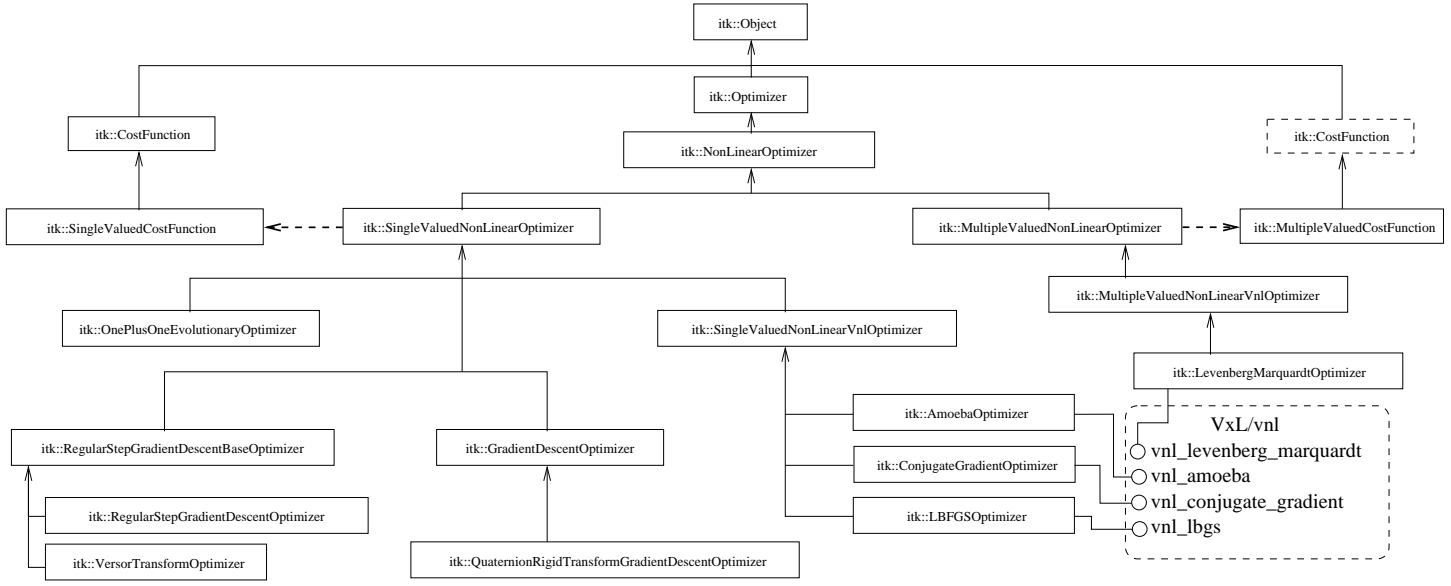 itk::Object
itk::Optimizer
itk::CostFunction
itk::CostFunction
itk::NonLinearOptimizer
itk::SingleValuedCostFunction
itk::SingleValuedNonLinearOptimizer
itk::MultipleValuedNonLinearOptimizer
itk::MultipleValuedCostFunction
itk::MultipleValuedNonLinearVnlOptimizer
itk::OnePlusOneEvolutionaryOptimizer
itk::SingleValuedNonLinearVnlOptimizer
itk::LevenbergMarquardtOptimizer
itk::AmoebaOptimizer
VxL/vnl
itk::RegularStepGradientDescentBaseOptimizer
itk::GradientDescentOptimizer
vnl_levenberg_marquardt
itk::ConjugateGradientOptimizer
vnl_amoeba
vnl_conjugate_gradient
itk::RegularStepGradientDescentOptimizer
itk::LBFGSOptimizer
vnl_lbgs
itk::VersorTransformOptimizer
itk::QuaternionRigidTransformGradientDescentOptimizer